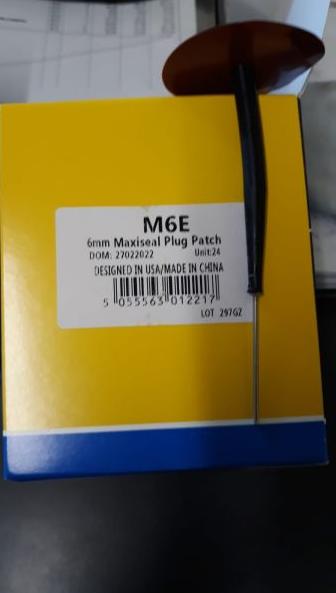 M6E
6mm Maxiseal Plug Patch
DOM: 27022022 Unit:24
DESIGNED IN USA/MADE IN CHINA
5 055563 012217
LOT 297GZ